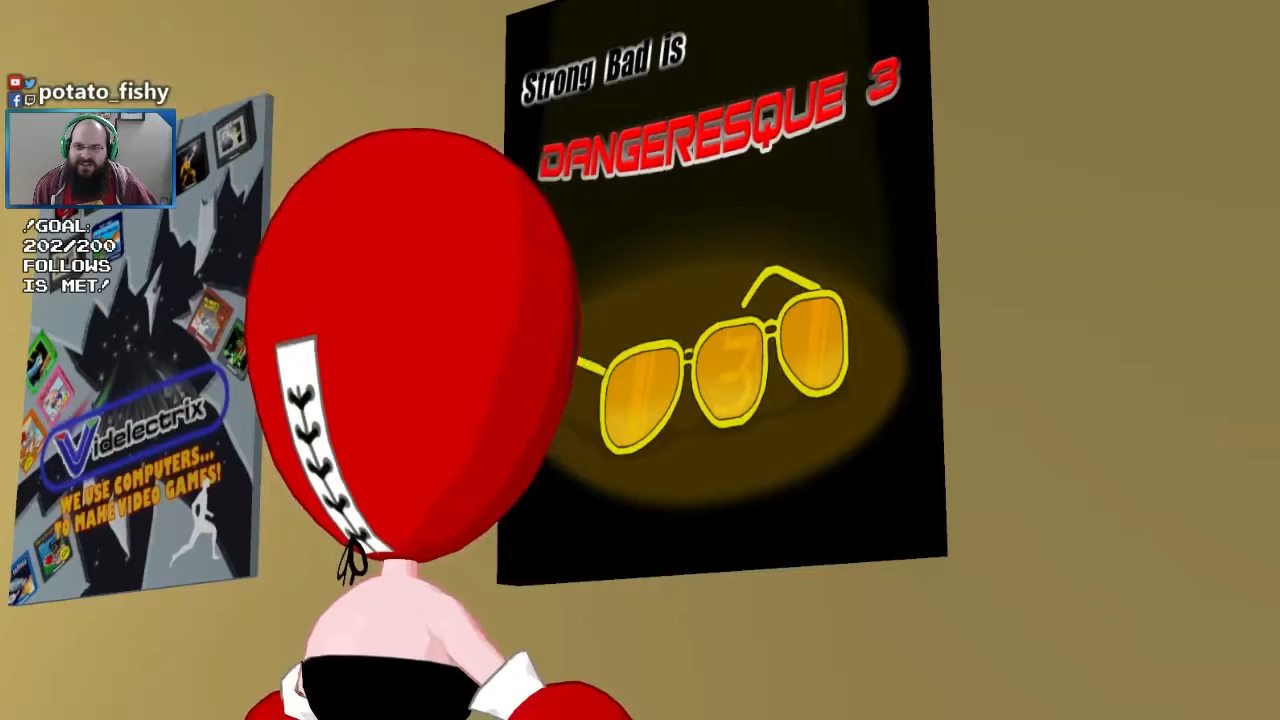 potato_fishy
!GOAL:
202/200
FOLLOWS
IS MET!
Strong Bad is
DANGERESQUE 3
3
Videlectrix
WE USE COMPUTERS...
TO MAKE VIDEO GAMES!